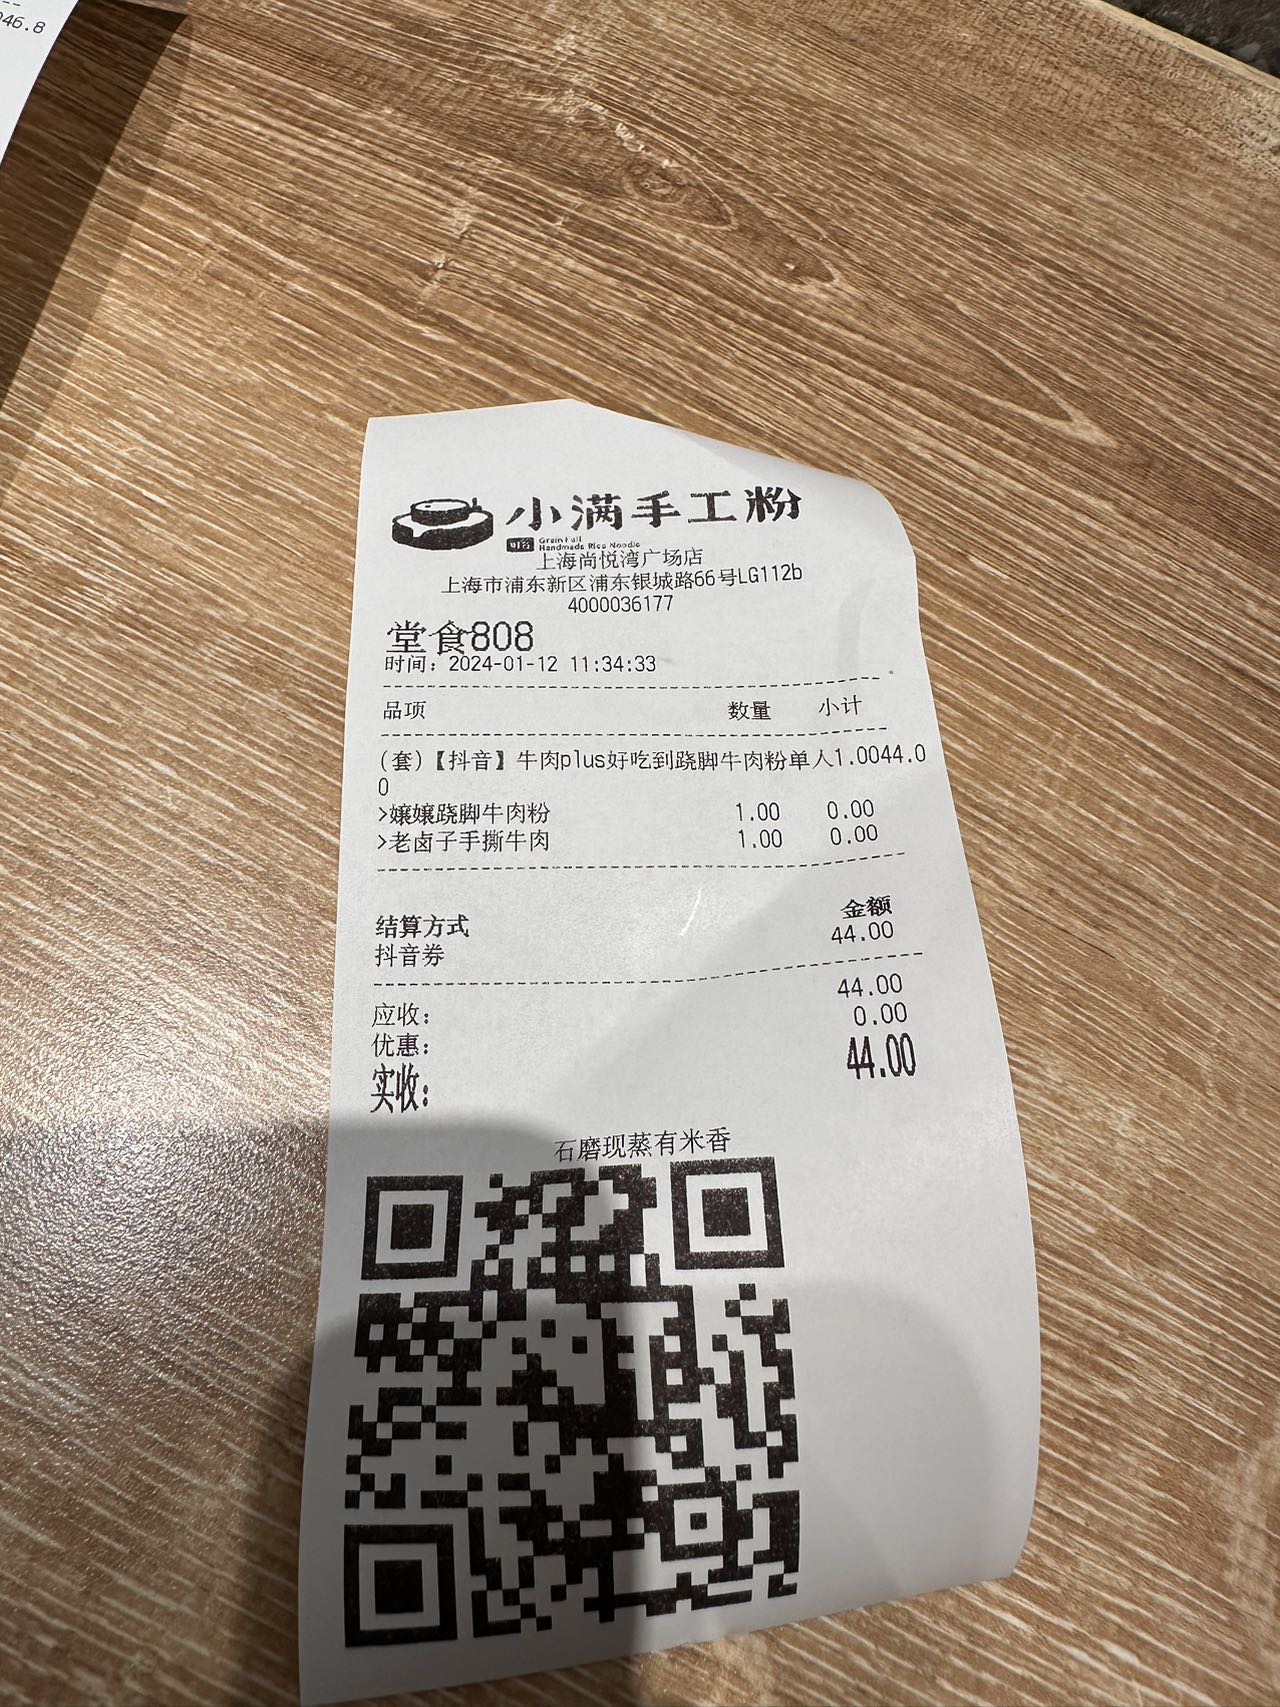 046.8
小满手工粉
Grain Full
Handmade Rice Noodle
上海尚悦湾广场店
上海市浦东新区浦东银城路66号LG112b
4000036177
堂食808
时间：2024-01-12 11:34:33
品项 数量 小计
(套)【抖音】牛肉plus好吃到跷脚牛肉粉单人1.0044.0
0
>孃孃跷脚牛肉粉 1.00 0.00
>老卤子手撕牛肉 1.00 0.00
结算方式 金额
抖音券 44.00
应收： 44.00
优惠： 0.00
实收： 44.00
石磨现蒸有米香